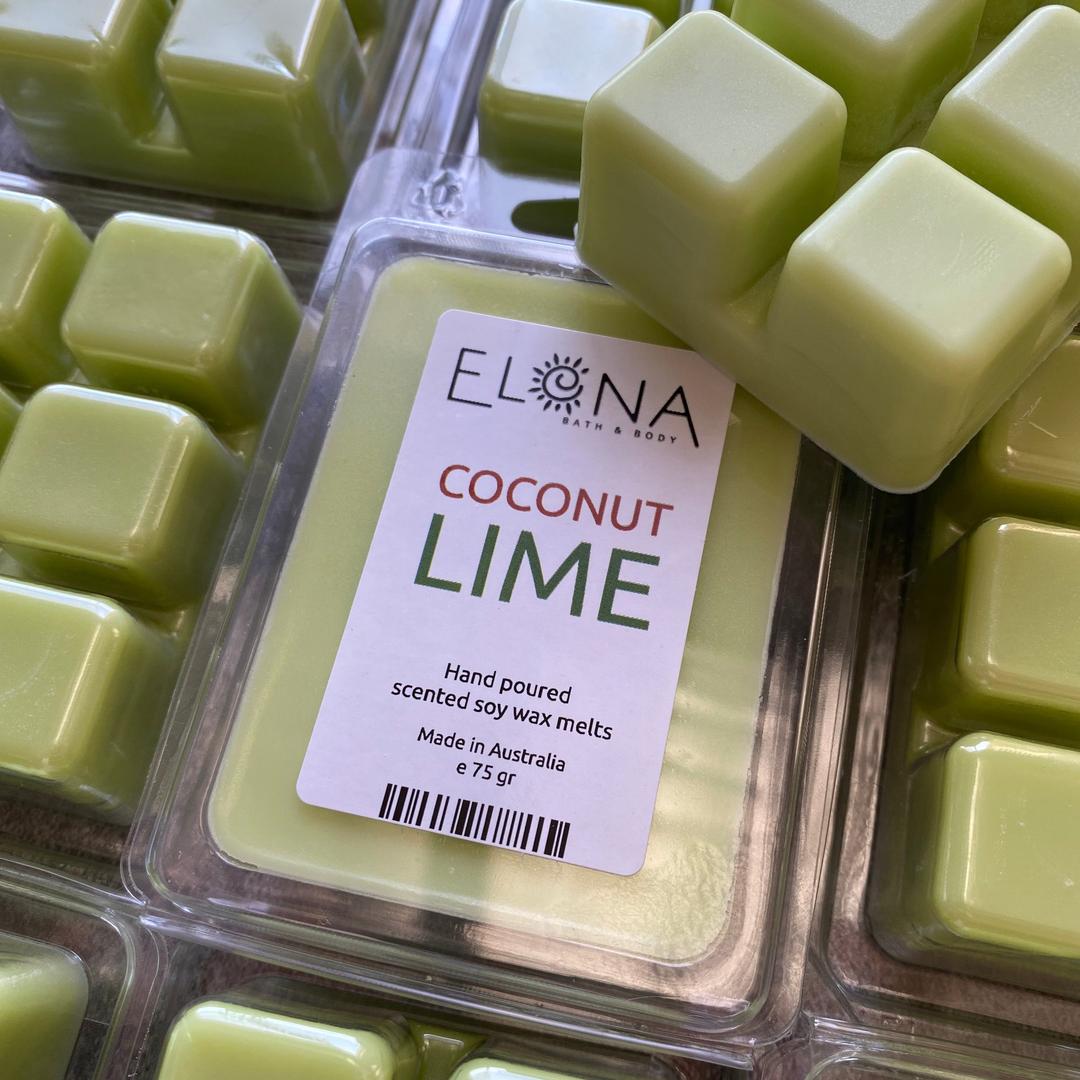 ELONA
BATH & BODY
COCONUT
LIME
Hand poured
scented soy wax melts
Made in Australia
e 75 gr